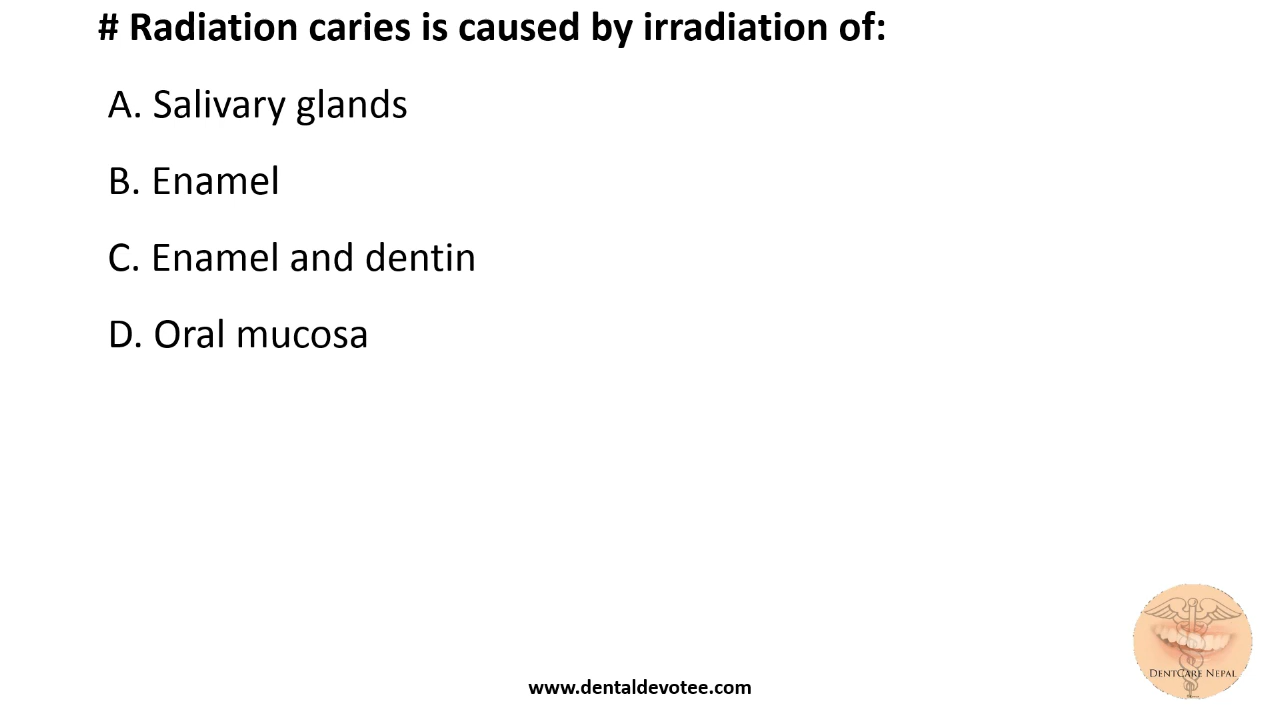 # Radiation caries is caused by irradiation of:
A. Salivary glands
B. Enamel
C. Enamel and dentin
D. Oral mucosa
DentCare Nepal
www.dentaldevotee.com